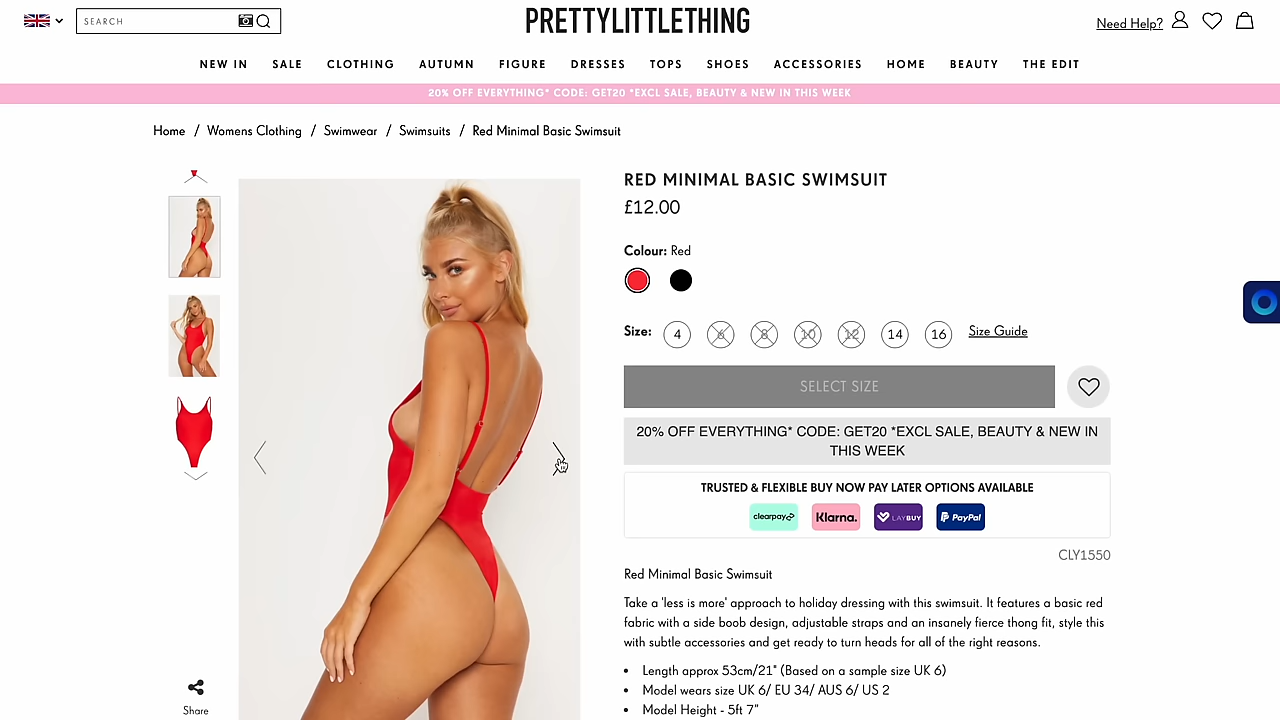 SEARCH
PRETTYLITTLETHING
Need Help?
NEW IN SALE CLOTHING AUTUMN FIGURE DRESSES TOPS SHOES ACCESSORIES HOME BEAUTY THE EDIT
20% OFF EVERYTHING* CODE: GET20 *EXCL SALE, BEAUTY & NEW IN THIS WEEK
Home / Womens Clothing / Swimwear / Swimsuits / Red Minimal Basic Swimsuit
RED MINIMAL BASIC SWIMSUIT
£12.00
Colour: Red
Size: 4 6 8 10 12 14 16 Size Guide
SELECT SIZE
20% OFF EVERYTHING* CODE: GET20 *EXCL SALE, BEAUTY & NEW IN
THIS WEEK
TRUSTED & FLEXIBLE BUY NOW PAY LATER OPTIONS AVAILABLE
clearpay Klarna. LAYBUY PayPal
CLY1550
Red Minimal Basic Swimsuit
Take a 'less is more' approach to holiday dressing with this swimsuit. It features a basic red
fabric with a side boob design, adjustable straps and an insanely fierce thong fit, style this
with subtle accessories and get ready to turn heads for all of the right reasons.
• Length approx 53cm/21" (Based on a sample size UK 6)
• Model wears size UK 6/ EU 34/ AUS 6/ US 2
• Model Height - 5ft 7"
Share